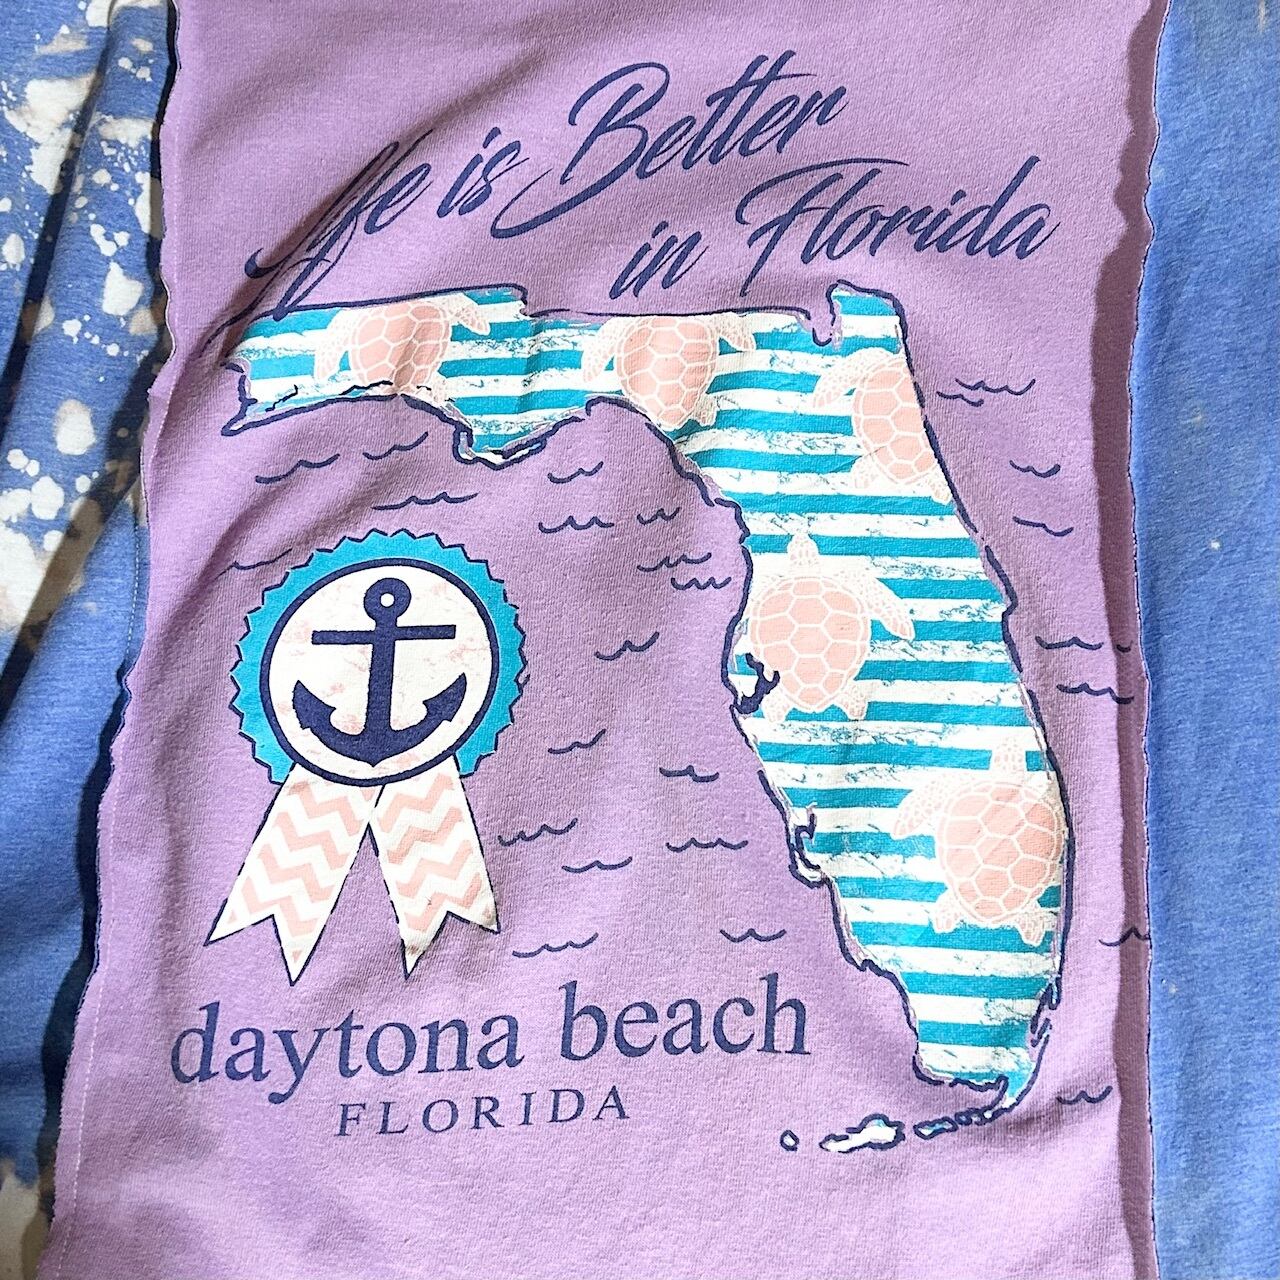 Life is Better
in Florida
daytona beach
FLORIDA